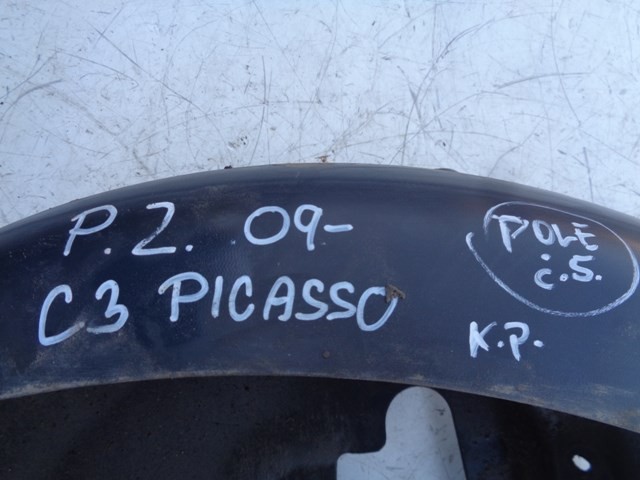 P.Z. 09-
C3 PICASSO
POLE
č.5.
K.P.